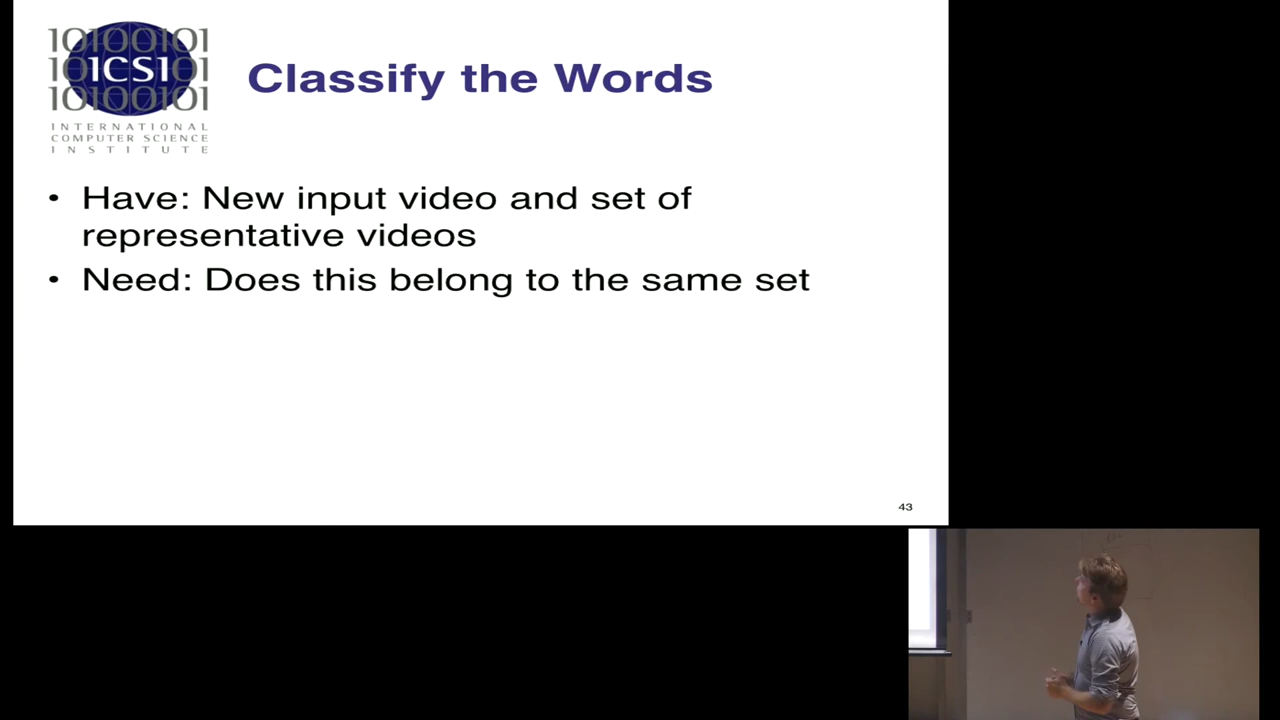 10100101
10ICSI01
10100101
INTERNATIONAL
COMPUTER SCIENCE
INSTITUTE
Classify the Words
• Have: New input video and set of
representative videos
• Need: Does this belong to the same set
43